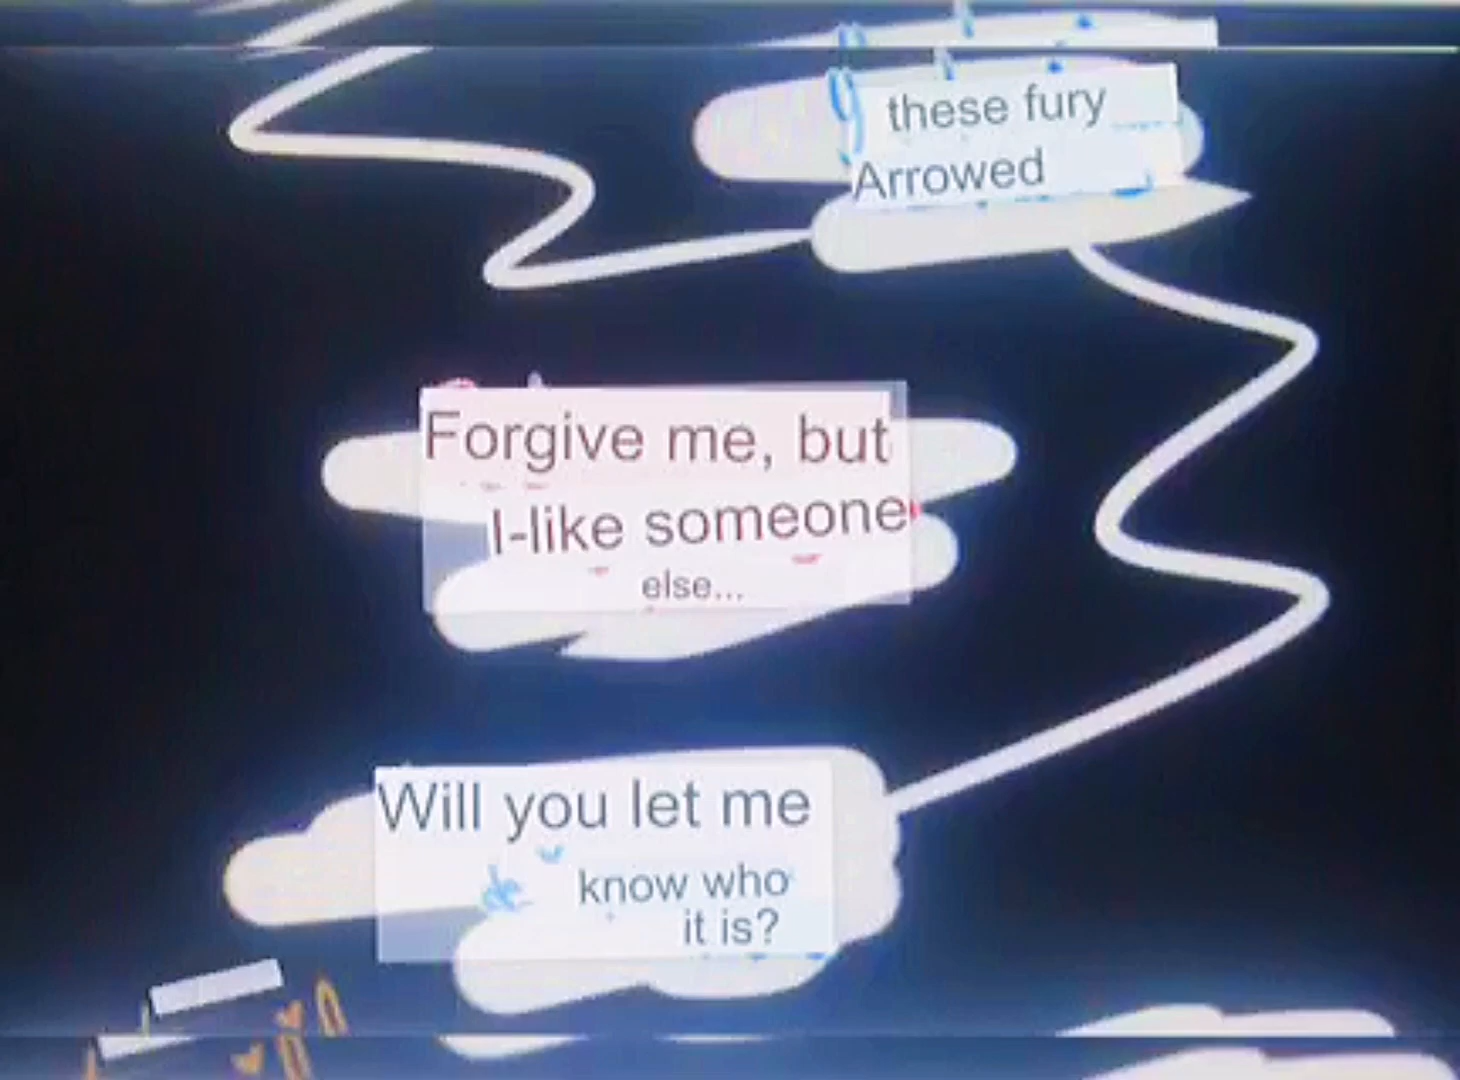 these fury
Arrowed
Forgive me, but
I-like someone
else...
Will you let me
know who
it is?